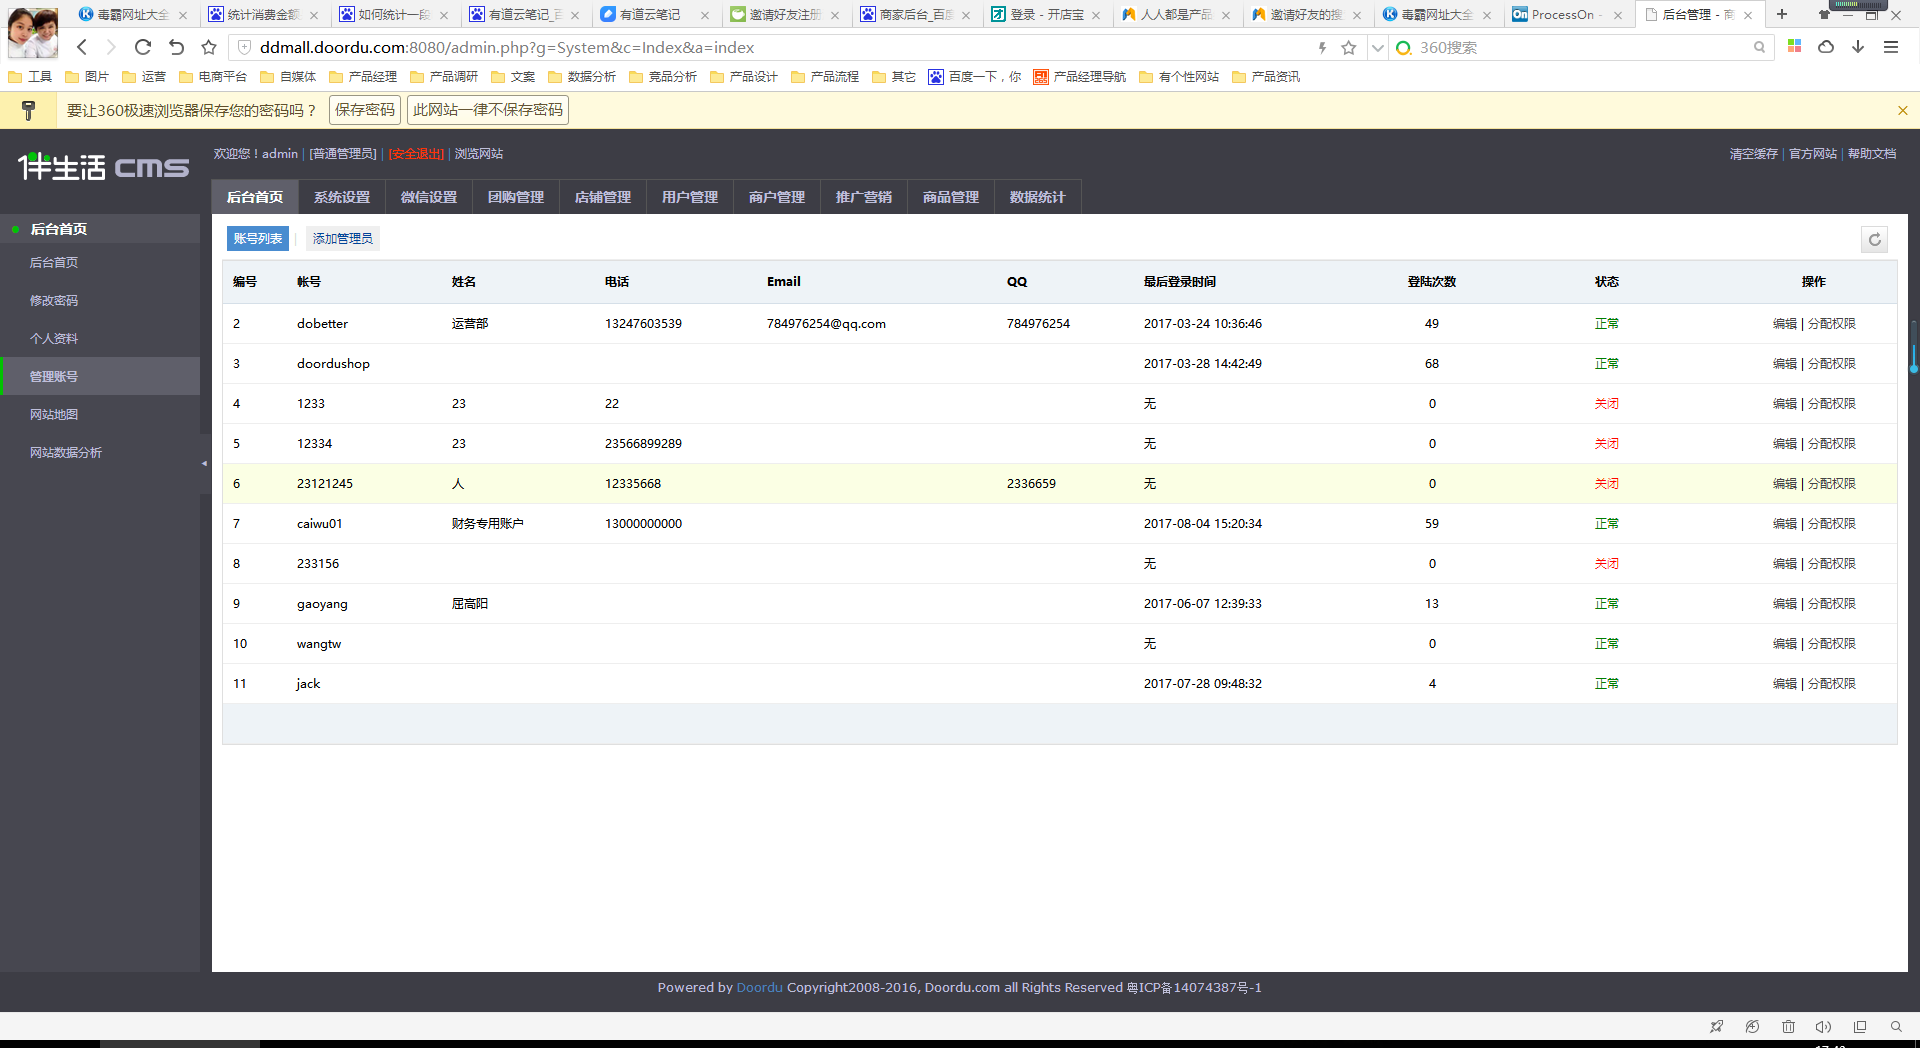 毒霸网址大全
统计消费金额
如何统计一段
有道云笔记_百
有道云笔记
邀请好友注册
商家后台_百度
登录 - 开店宝
人人都是产品
邀请好友的搜
毒霸网址大全
ProcessOn -
后台管理 - 商
ddmall.doordu.com:8080/admin.php?g=System&c=Index&a=index
360搜索
工具 图片 运营 电商平台 自媒体 产品经理 产品调研 文案 数据分析 竞品分析 产品设计 产品流程 其它 百度一下，你 产品经理导航 有个性网站 产品资讯
要让360极速浏览器保存您的密码吗？ 保存密码 此网站一律不保存密码
伴生活 CMS
欢迎您！admin | [普通管理员] | [安全退出] | 浏览网站
清空缓存 | 官方网站 | 帮助文档
后台首页 系统设置 微信设置 团购管理 店铺管理 用户管理 商户管理 推广营销 商品管理 数据统计
后台首页
后台首页
修改密码
个人资料
管理账号
网站地图
网站数据分析
账号列表 | 添加管理员
编号 帐号 姓名 电话 Email QQ 最后登录时间 登陆次数 状态 操作
2 dobetter 运营部 13247603539 784976254@qq.com 784976254 2017-03-24 10:36:46 49 正常 编辑 | 分配权限
3 doordushop 2017-03-28 14:42:49 68 正常 编辑 | 分配权限
4 1233 23 22 无 0 关闭 编辑 | 分配权限
5 12334 23 23566899289 无 0 关闭 编辑 | 分配权限
6 23121245 人 12335668 2336659 无 0 关闭 编辑 | 分配权限
7 caiwu01 财务专用账户 13000000000 2017-08-04 15:20:34 59 正常 编辑 | 分配权限
8 233156 无 0 关闭 编辑 | 分配权限
9 gaoyang 屈高阳 2017-06-07 12:39:33 13 正常 编辑 | 分配权限
10 wangtw 无 0 正常 编辑 | 分配权限
11 jack 2017-07-28 09:48:32 4 正常 编辑 | 分配权限
Powered by Doordu Copyright2008-2016, Doordu.com all Rights Reserved 粤ICP备14074387号-1